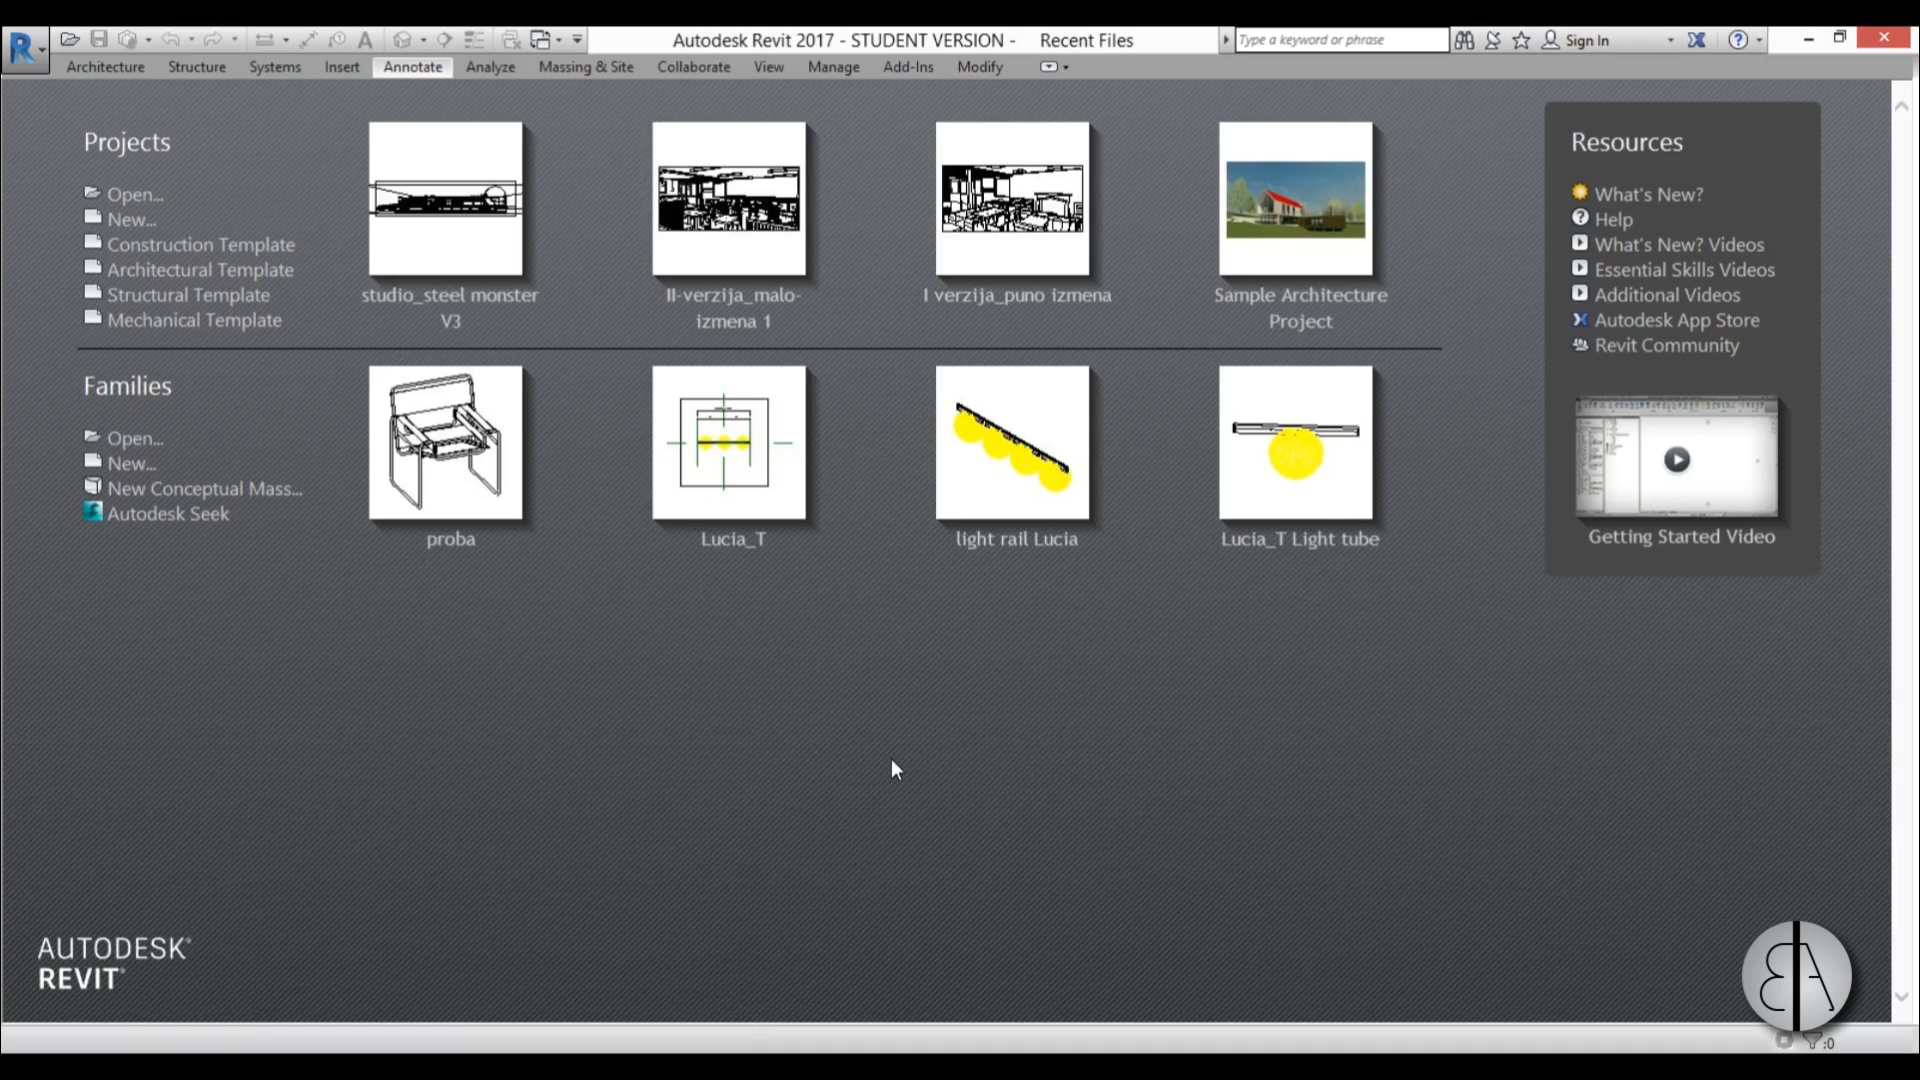 Autodesk Revit 2017 - STUDENT VERSION - Recent Files
Type a keyword or phrase
Sign In
Architecture Structure Systems Insert Annotate Analyze Massing & Site Collaborate View Manage Add-Ins Modify
Projects
Open...
New...
Construction Template
Architectural Template
Structural Template
Mechanical Template
studio_steel monster
V3
II-verzija_malo-
izmena 1
I verzija_puno izmena
Sample Architecture
Project
Families
Open...
New...
New Conceptual Mass...
Autodesk Seek
proba
Lucia_T
light rail Lucia
Lucia_T Light tube
Resources
What's New?
Help
What's New? Videos
Essential Skills Videos
Additional Videos
Autodesk App Store
Revit Community
Getting Started Video
AUTODESK®
REVIT®
:0